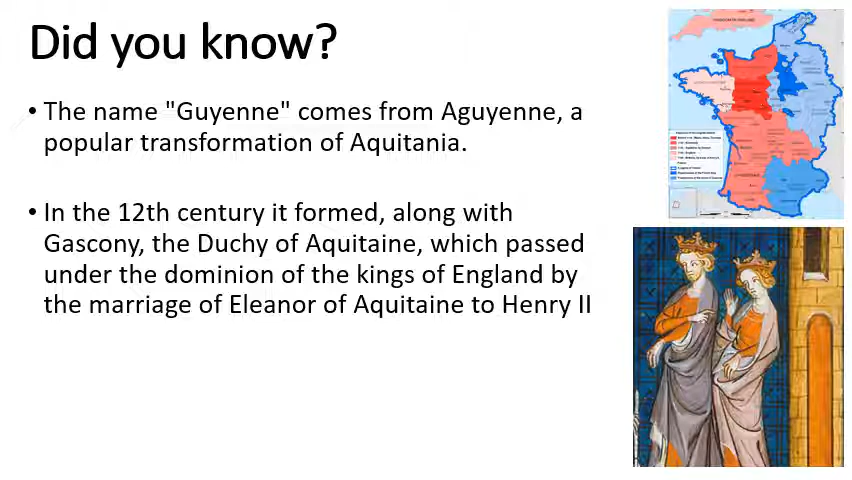 Did you know?
• The name "Guyenne" comes from Aguyenne, a
popular transformation of Aquitania.
• In the 12th century it formed, along with
Gascony, the Duchy of Aquitaine, which passed
under the dominion of the kings of England by
the marriage of Eleanor of Aquitaine to Henry II